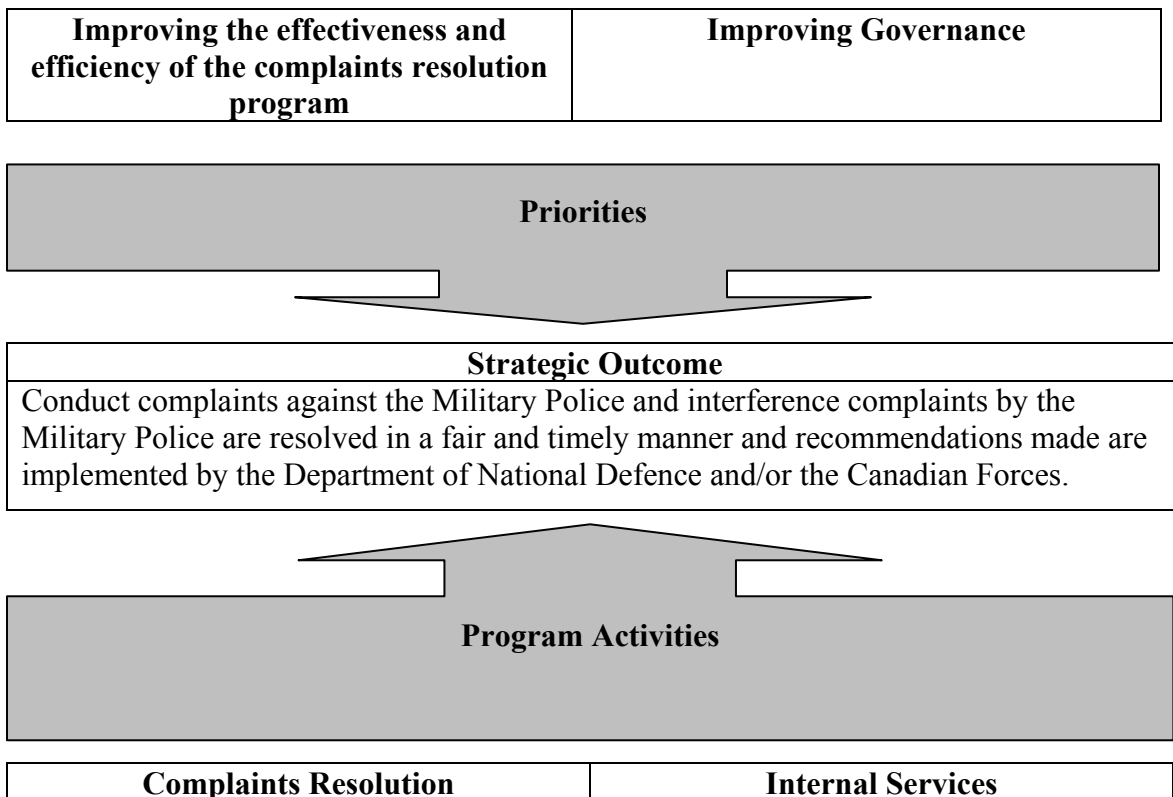 Improving the effectiveness and
efficiency of the complaints resolution
program
Improving Governance
Priorities
Strategic Outcome
Conduct complaints against the Military Police and interference complaints by the
Military Police are resolved in a fair and timely manner and recommendations made are
implemented by the Department of National Defence and/or the Canadian Forces.
Program Activities
Complaints Resolution
Internal Services